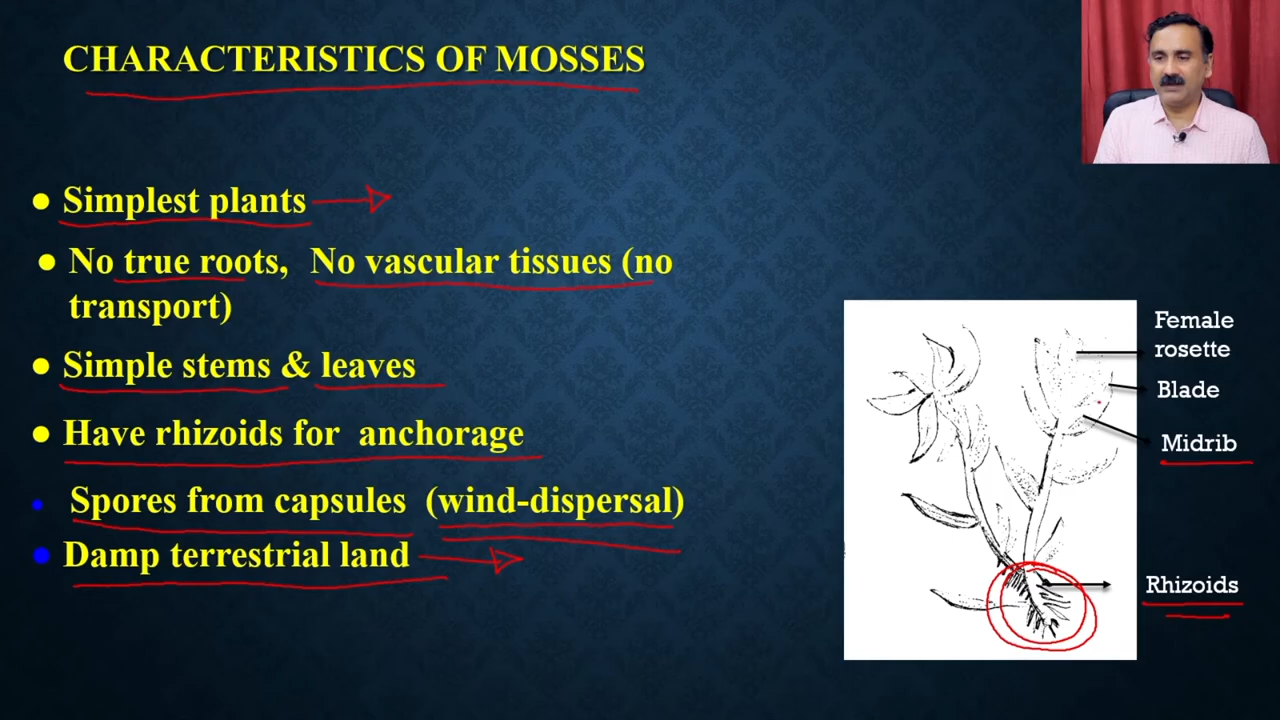 CHARACTERISTICS OF MOSSES
● Simplest plants
● No true roots, No vascular tissues (no
transport)
● Simple stems & leaves
● Have rhizoids for anchorage
• Spores from capsules (wind-dispersal)
● Damp terrestrial land
Female
rosette
Blade
Midrib
Rhizoids